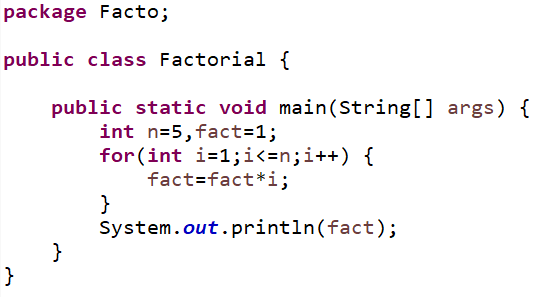 package Facto;
public class Factorial {
public static void main(String[] args) {
int n=5,fact=1;
for(int i=1;i<=n;i++) {
fact=fact*i;
}
System.out.println(fact);
}
}